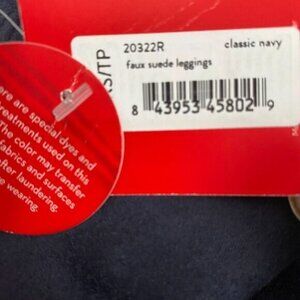 XS/TP
20322R classic navy
faux suede leggings
8 43953 45802 9
ere are special dyes and
treatments used on this
The color may transfer
fabrics and surfaces
after laundering.
e wearing.